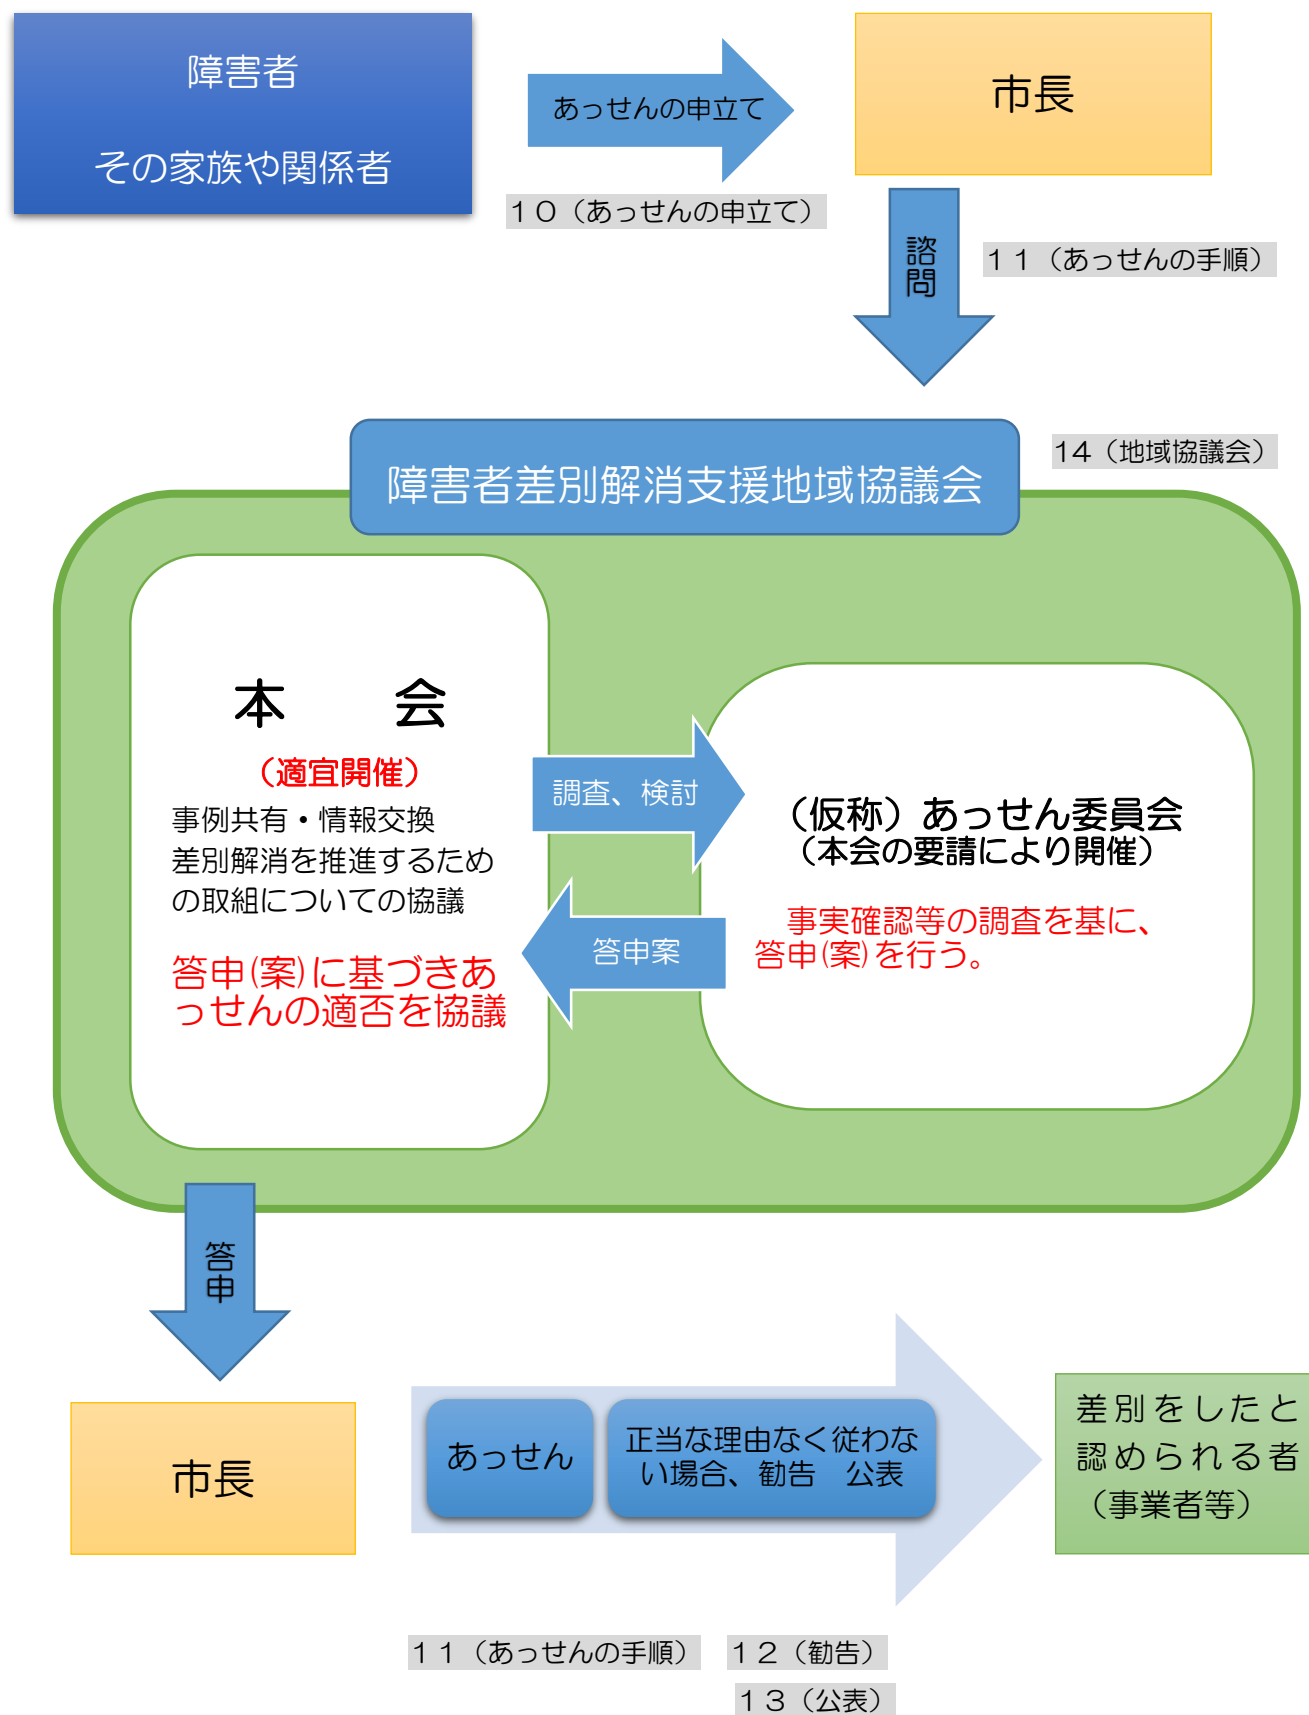 障害者
その家族や関係者
あっせんの申立て
市長
１０（あっせんの申立て）
諮問
１１（あっせんの手順）
障害者差別解消支援地域協議会
14（地域協議会）
本　　会
（適宜開催）
事例共有・情報交換
差別解消を推進するため
の取組についての協議
答申(案)に基づきあ
っせんの適否を協議
調査、検討
答申案
（仮称）あっせん委員会
（本会の要請により開催）
事実確認等の調査を基に、
答申(案)を行う。
答申
市長
あっせん
正当な理由なく従わな
い場合、勧告　公表
差別をしたと
認められる者
（事業者等）
１１（あっせんの手順）
１２（勧告）
１３（公表）